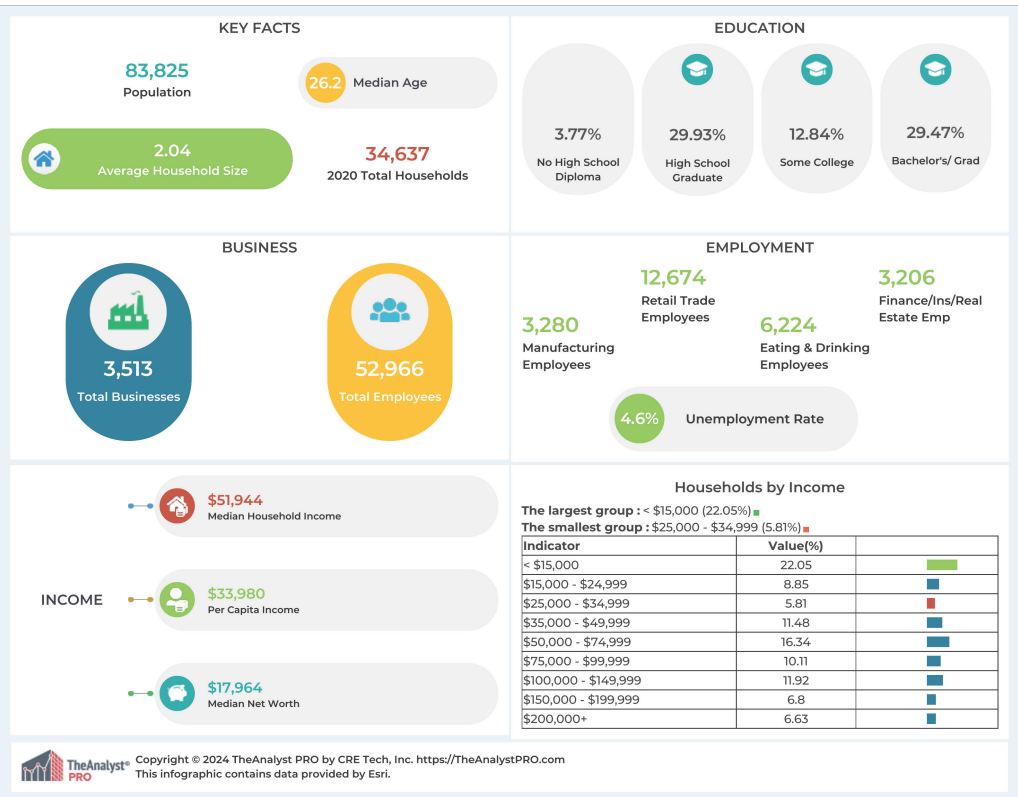 KEY FACTS
83,825
Population
26.2 Median Age
2.04
Average Household Size
34,637
2020 Total Households
EDUCATION
3.77%
No High School
Diploma
29.93%
High School
Graduate
12.84%
Some College
29.47%
Bachelor's/ Grad
BUSINESS
3,513
Total Businesses
52,966
Total Employees
EMPLOYMENT
3,280
Manufacturing
Employees
12,674
Retail Trade
Employees
6,224
Eating & Drinking
Employees
3,206
Finance/Ins/Real
Estate Emp
4.6% Unemployment Rate
INCOME
$51,944
Median Household Income
$33,980
Per Capita Income
$17,964
Median Net Worth
Households by Income
The largest group : < $15,000 (22.05%)
The smallest group : $25,000 - $34,999 (5.81%)
Indicator Value(%)
< $15,000 22.05
$15,000 - $24,999 8.85
$25,000 - $34,999 5.81
$35,000 - $49,999 11.48
$50,000 - $74,999 16.34
$75,000 - $99,999 10.11
$100,000 - $149,999 11.92
$150,000 - $199,999 6.8
$200,000+ 6.63
TheAnalyst®
PRO
Copyright © 2024 TheAnalyst PRO by CRE Tech, Inc. https://TheAnalystPRO.com
This infographic contains data provided by Esri.